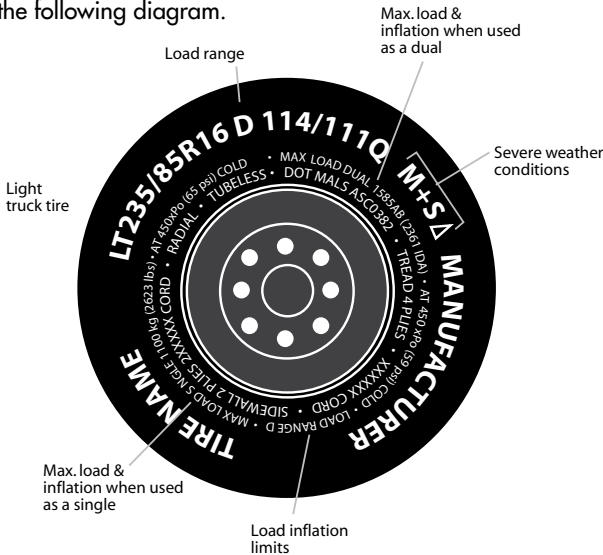 the following diagram.
Max. load &
inflation when used
as a dual
Load range
Severe weather
conditions
Light
truck tire
LT235/85R16 D 114/111Q M+S Δ
MANUFACTURER
TIRE NAME
• MAX LOAD DUAL 1585AB (2361 IDA) • AT 450 xPo (59 psi) COLD • LOAD RANGE D • MAX LOAD S NGLE 1100 kg (2623 lbs) • AT 450xPo (65 psi) COLD
RADIAL • TUBELESS • DOT MALS ASC0382 • TREAD 4 PLIES • XXXXXX CORD • SIDEWALL 2 PLIES 2XXXXX CORD •
Max. load &
inflation when used
as a single
Load inflation
limits